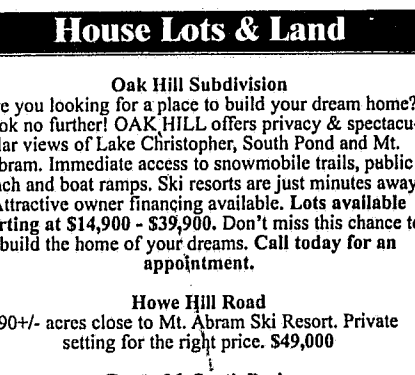 House Lots & Land
Oak Hill Subdivision
e you looking for a place to build your dream home?
ok no further! OAK HILL offers privacy & spectacu-
lar views of Lake Christopher, South Pond and Mt.
bram. Immediate access to snowmobile trails, public
ch and boat ramps. Ski resorts are just minutes away
ttractive owner financing available. Lots available
rting at $14,900 - $39,900. Don't miss this chance t
build the home of your dreams. Call today for an
appointment.
Howe Hill Road
90+/- acres close to Mt. Abram Ski Resort. Private
setting for the right price. $49,000